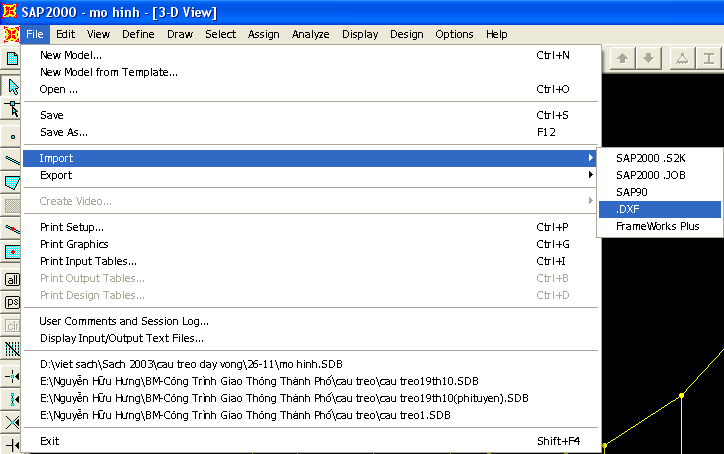 SAP2000 - mo hinh - [3-D View]
File Edit View Define Draw Select Assign Analyze Display Design Options Help
New Model... Ctrl+N
New Model from Template...
Open ... Ctrl+O
Save Ctrl+S
Save As... F12
Import
Export
Create Video...
Print Setup... Ctrl+P
Print Graphics Ctrl+G
Print Input Tables... Ctrl+I
Print Output Tables... Ctrl+B
Print Design Tables... Ctrl+D
User Comments and Session Log...
Display Input/Output Text Files...
D:\viet sach\Sach 2003\cau treo day vong\26-11\mo hinh.SDB
E:\Nguyễn Hữu Hưng\BM-Công Trình Giao Thông Thành Phố\cau treo\cau treo19th10.SDB
E:\Nguyễn Hữu Hưng\BM-Công Trình Giao Thông Thành Phố\cau treo\cau treo19th10(phituyen).SDB
E:\Nguyễn Hữu Hưng\BM-Công Trình Giao Thông Thành Phố\cau treo\cau treo1.SDB
Exit Shift+F4
SAP2000 .S2K
SAP2000 .JOB
SAP90
.DXF
FrameWorks Plus
all
ps
clr